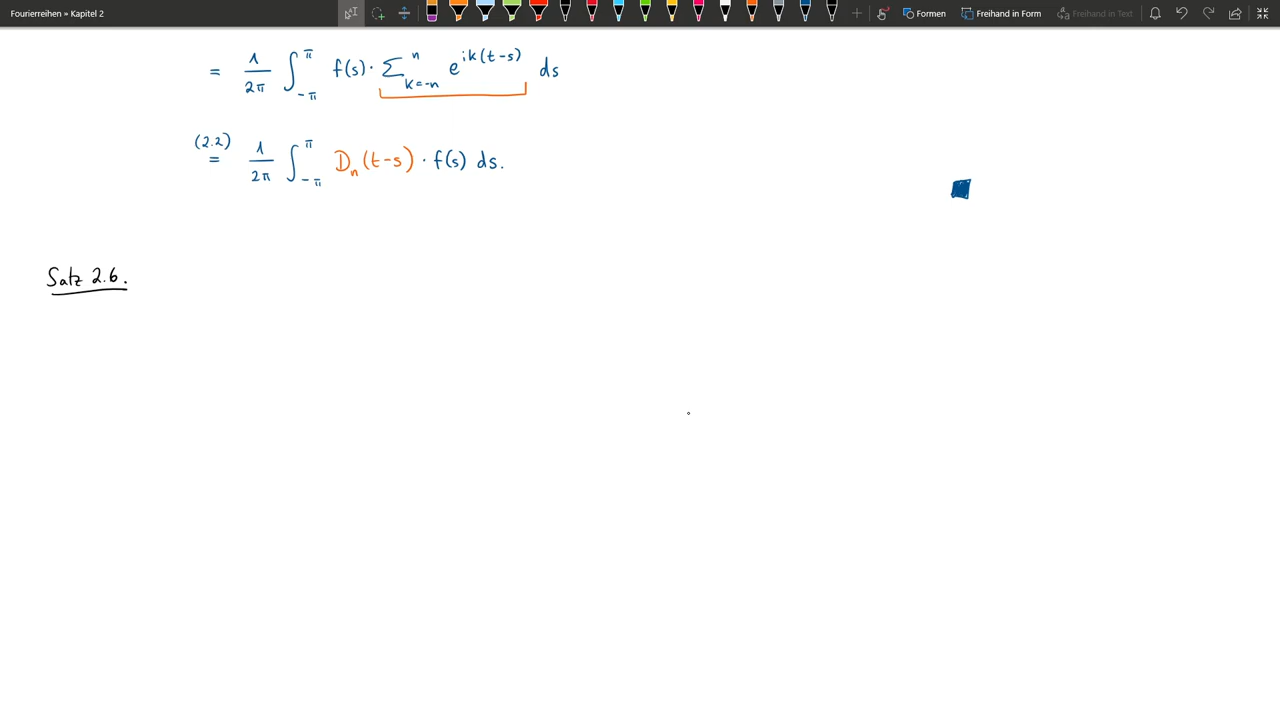 Fourierreihen » Kapitel 2
Formen
Freihand in Form
Freihand in Text
= 1/2π ∫_{-π}^{π} f(s) · ∑_{k=-n}^{n} e^{ik(t-s)} ds
(2.2)
= 1/2π ∫_{-π}^{π} D_n(t-s) · f(s) ds.
Satz 2.6.